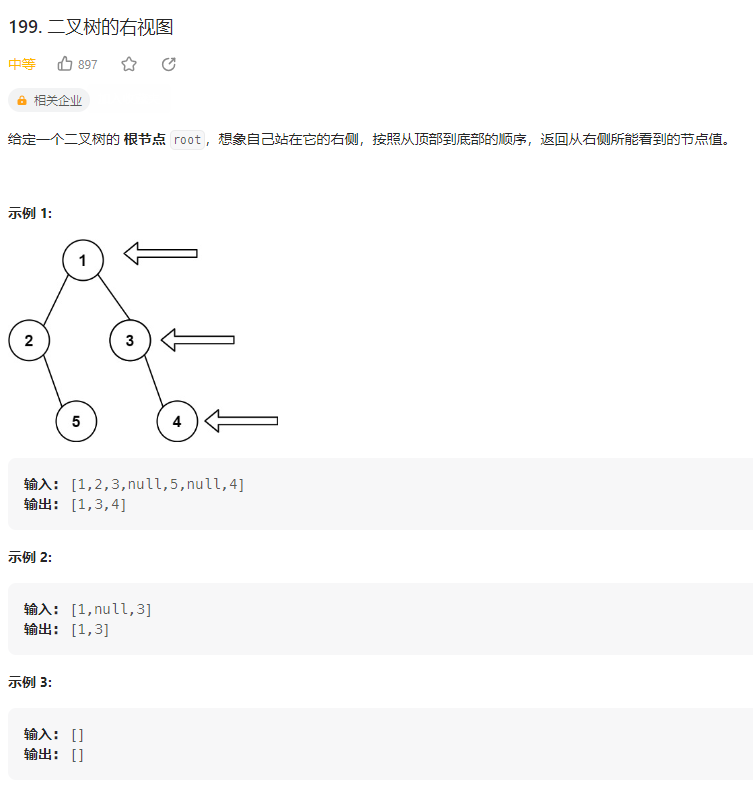 199. 二叉树的右视图
中等 897
相关企业
给定一个二叉树的 根节点 root，想象自己站在它的右侧，按照从顶部到底部的顺序，返回从右侧所能看到的节点值。
示例 1:
1
2 3
5 4
输入: [1,2,3,null,5,null,4]
输出: [1,3,4]
示例 2:
输入: [1,null,3]
输出: [1,3]
示例 3:
输入: []
输出: []